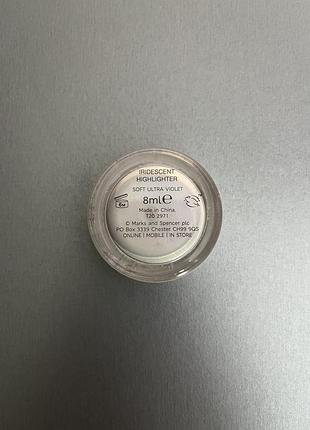 IRIDESCENT
HIGHLIGHTER
SOFT ULTRA VIOLET
8ml℮
Made in China.
T20 2971
© Marks and Spencer plc
PO Box 3339 Chester CH99 9QS
ONLINE | MOBILE | IN STORE